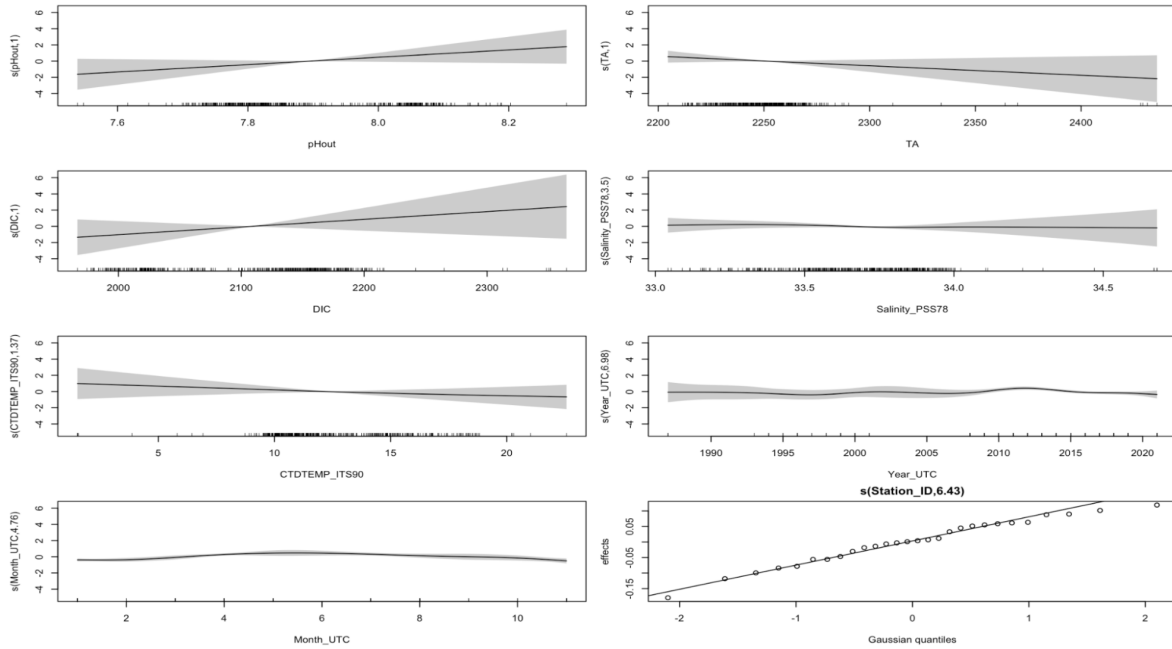 s(pHout,1)
6
4
2
0
-2
-4
7.6 7.8 8.0 8.2
pHout
s(TA,1)
6
4
2
0
-2
-4
2200 2250 2300 2350 2400
TA
s(DIC,1)
6
4
2
0
-2
-4
2000 2100 2200 2300
DIC
s(Salinity_PSS78,3.5)
6
4
2
0
-2
-4
33.0 33.5 34.0 34.5
Salinity_PSS78
s(CTDTEMP_ITS90,1.37)
6
4
2
0
-2
-4
5 10 15 20
CTDTEMP_ITS90
s(Year_UTC,6.98)
6
4
2
0
-2
-4
1990 1995 2000 2005 2010 2015 2020
Year_UTC
s(Month_UTC,4.76)
6
4
2
0
-2
-4
2 4 6 8 10
Month_UTC
s(Station_ID,6.43)
effects
0.05
-0.05
-0.15
-2 -1 0 1 2
Gaussian quantiles